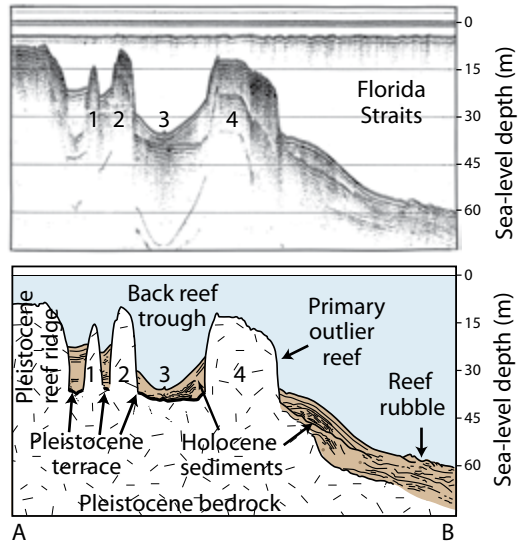 0
15
30
45
60
Sea-level depth (m)
Florida
Straits
1 2 3 4
0
15
30
45
60
Sea-level depth (m)
Pleistocene
reef ridge
Back reef
trough
Primary
outlier
reef
1 2 3 4
Reef
rubble
Pleistocene
terrace
Holocene
sediments
Pleistocene bedrock
A B